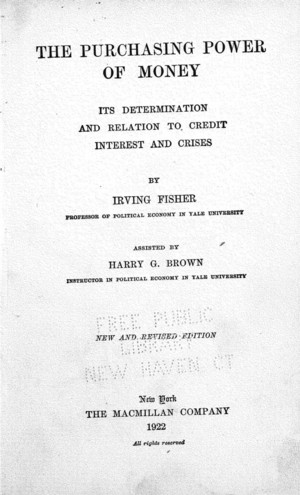 THE PURCHASING POWER
OF MONEY
ITS DETERMINATION
AND RELATION TO CREDIT
INTEREST AND CRISES
BY
IRVING FISHER
PROFESSOR OF POLITICAL ECONOMY IN YALE UNIVERSITY
ASSISTED BY
HARRY G. BROWN
INSTRUCTOR IN POLITICAL ECONOMY IN YALE UNIVERSITY
FREE PUBLIC
NEW AND REVISED EDITION
LIBRARY
NEW HAVEN CT
New York
THE MACMILLAN COMPANY
1922
All rights reserved